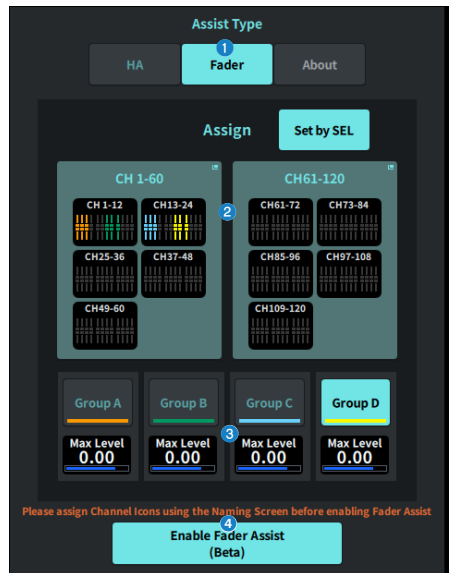 Assist Type
1
HA Fader About
Assign Set by SEL
CH 1-60 CH61-120
CH 1-12 CH13-24 2 CH61-72 CH73-84
CH25-36 CH37-48 CH85-96 CH97-108
CH49-60 CH109-120
Group A Group B Group C Group D
3
Max Level Max Level Max Level Max Level
0.00 0.00 0.00 0.00
Please assign Channel Icons using the Naming Screen before enabling Fader Assist
4
Enable Fader Assist
(Beta)